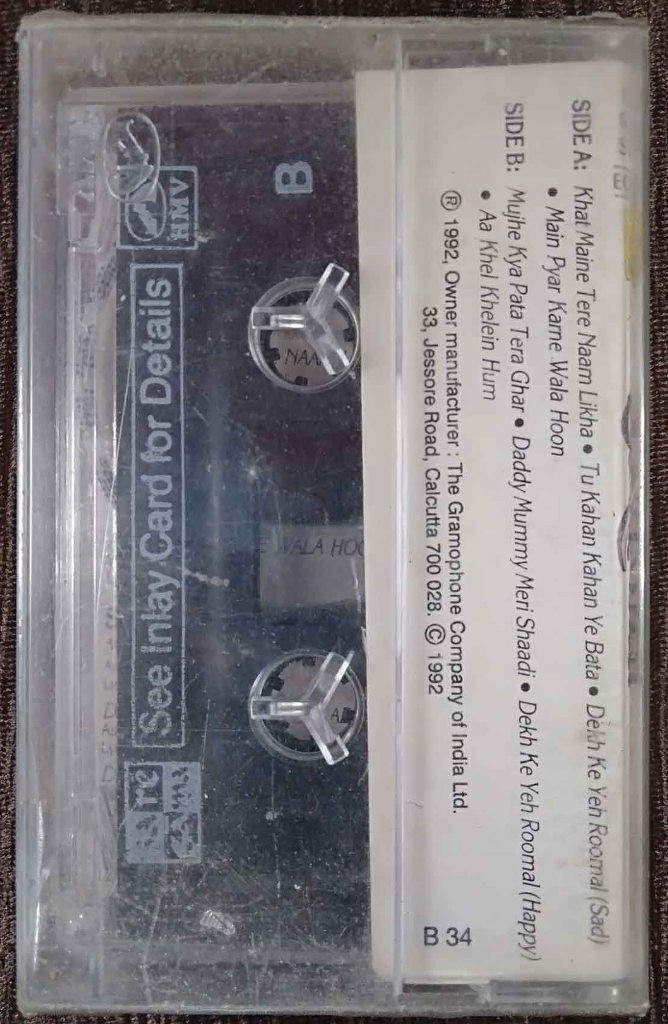 SIDE A: Khat Maine Tere Naam Likha • Tu Kahan Kahan Ye Bata • Dekh Ke Yeh Roomal (Sad)
• Main Pyar Karne Wala Hoon
SIDE B: Mujhe Kya Pata Tera Ghar • Daddy Mummy Meri Shaadi • Dekh Ke Yeh Roomal (Happy)
• Aa Khel Khelein Hum
® 1992, Owner manufacturer : The Gramophone Company of India Ltd.
33, Jessore Road, Calcutta 700 028. © 1992
B 34
B
NAA
WALA HOO
A
HMV
See Inlay Card for Details